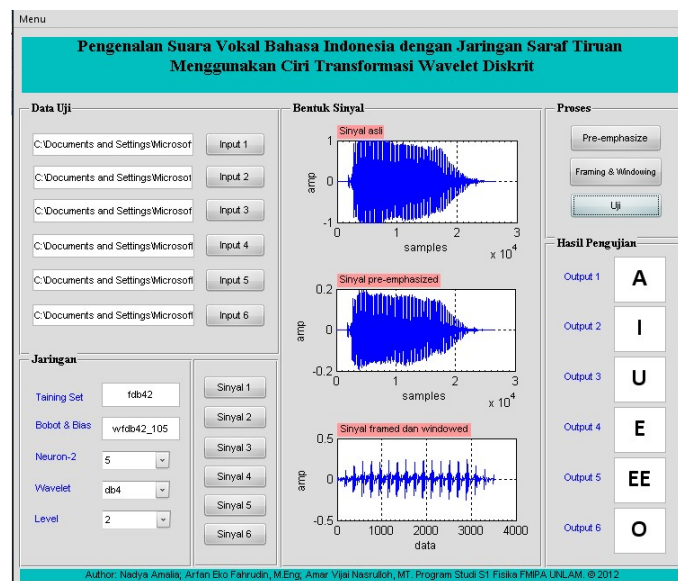 Menu
Pengenalan Suara Vokal Bahasa Indonesia dengan Jaringan Saraf Tiruan
Menggunakan Ciri Transformasi Wavelet Diskrit
Data Uji
C:\Documents and Settings\Microsof
Input 1
C:\Documents and Settings\Microsof
Input 2
C:\Documents and Settings\Microsof
Input 3
C:\Documents and Settings\Microsoft
Input 4
C:\Documents and Settings\Microsoft
Input 5
C:\Documents and Settings\Microsoft
Input 6
Jaringan
Taining Set
fdb42
Bobot & Bias
wfdb42_105
Neuron-2
5
Wavelet
db4
Level
2
Sinyal 1
Sinyal 2
Sinyal 3
Sinyal 4
Sinyal 5
Sinyal 6
Bentuk Sinyal
Sinyal asli
1
0
-1
amp
0 1 2 3
samples
x 10^4
Sinyal pre-emphasized
0.2
0
-0.2
amp
0 1 2 3
samples
x 10^4
Sinyal framed dan windowed
0.5
0
-0.5
amp
0 1000 2000 3000 4000
data
Proses
Pre-emphasize
Framing & Windowing
Uji
Hasil Pengujian
Output 1
A
Output 2
I
Output 3
U
Output 4
E
Output 5
EE
Output 6
O
Author: Nadya Amalia; Arfan Eko Fahrudin, M.Eng; Amar Vijai Nasrulloh, MT. Program Studi S1 Fisika FMIPA UNLAM. © 2012